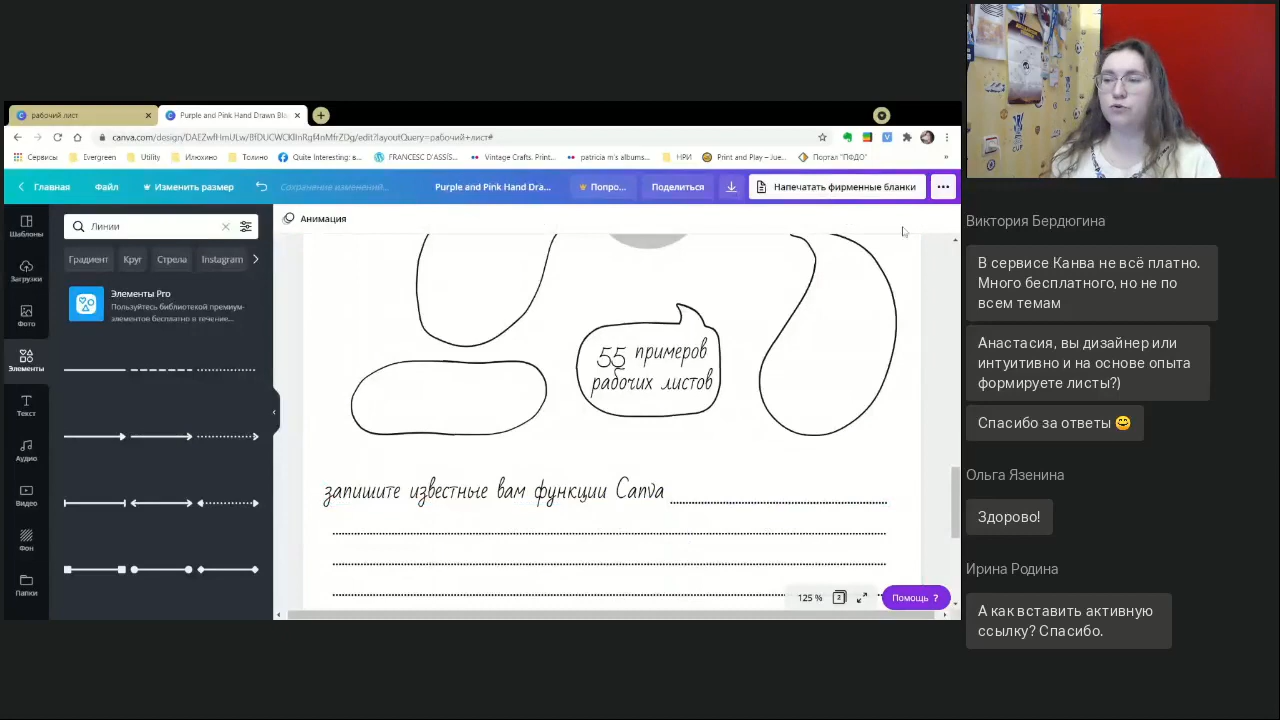 рабочий лист
Purple and Pink Hand Drawn Bla
canva.com/design/DAEZwfHmULw/BfDUCWCKllnRqf4nMfrZDg/edit?layoutQuery=рабочий+лист#
Сервисы
Evergreen
Utility
Илюхино
Толино
Quite Interesting: в...
FRANCESC D'ASSÍS...
Vintage Crafts. Print...
patricia m's albums...
НРИ
Print and Play – Jue...
Портал "ПФДО"
»
Главная
Файл
Изменить размер
Сохранение изменений...
Purple and Pink Hand Dra...
Попро...
Поделиться
Напечатать фирменные бланки
Шаблоны
Загрузки
Фото
Элементы
Текст
Аудио
Видео
Фон
Папки
Линии
Градиент
Круг
Стрела
Instagram
Элементы Pro
Пользуйтесь библиотекой премиум-
элементов бесплатно в течение...
Анимация
55 примеров
рабочих листов
запишите известные вам функции Canva
125 %
2
Помощь ?
Виктория Бердюгина
В сервисе Канва не всё платно.
Много бесплатного, но не по
всем темам
Анастасия, вы дизайнер или
интуитивно и на основе опыта
формируете листы?)
Спасибо за ответы 😊
Ольга Язенина
Здорово!
Ирина Родина
А как вставить активную
ссылку? Спасибо.